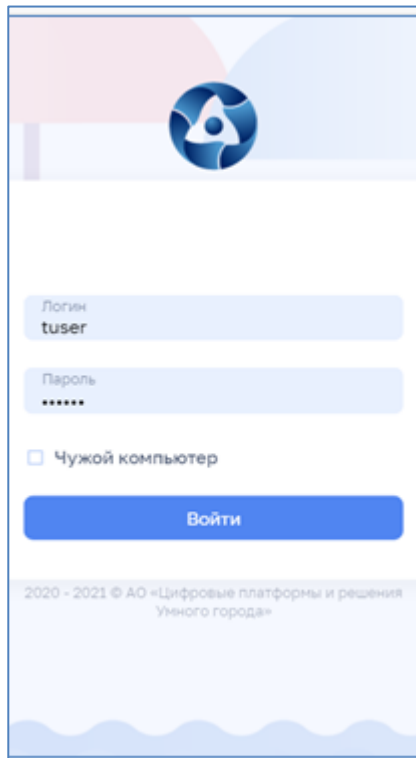 Логин
tuser
Пароль
••••••
Чужой компьютер
Войти
2020 - 2021 © АО «Цифровые платформы и решения
Умного города»